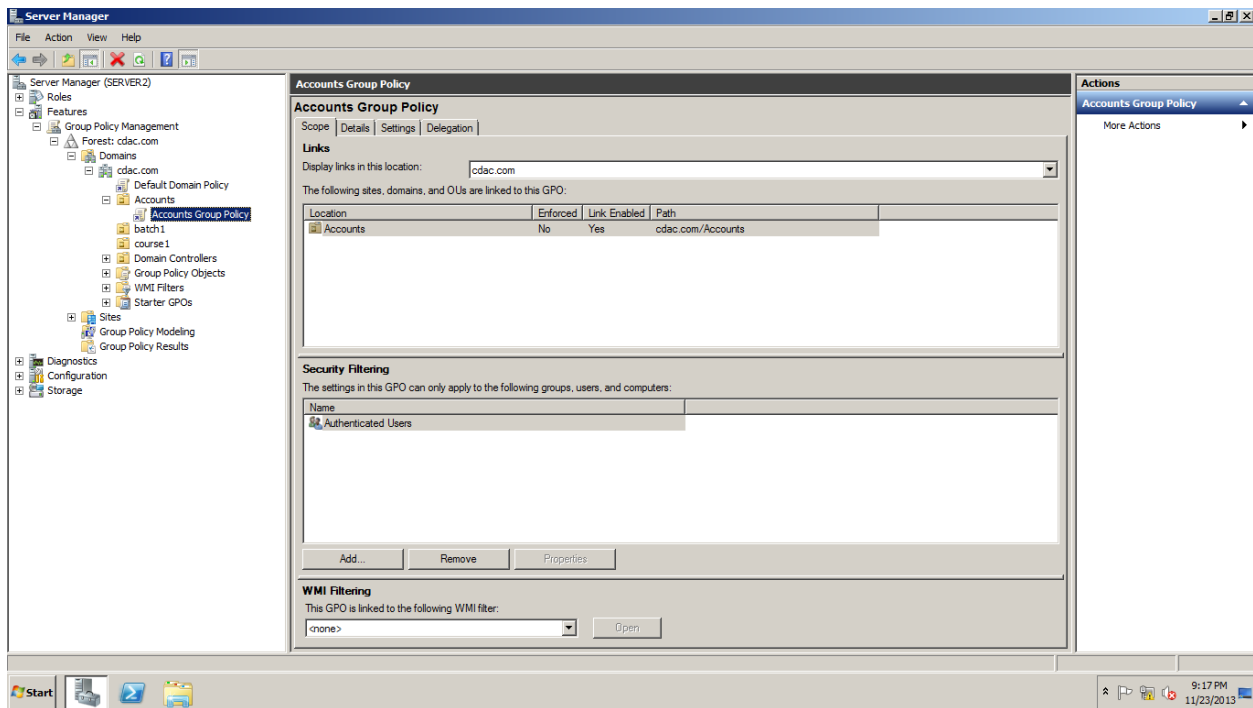 Server Manager
File Action View Help
Server Manager (SERVER2)
Roles
Features
Group Policy Management
Forest: cdac.com
Domains
cdac.com
Default Domain Policy
Accounts
Accounts Group Policy
batch1
course1
Domain Controllers
Group Policy Objects
WMI Filters
Starter GPOs
Sites
Group Policy Modeling
Group Policy Results
Diagnostics
Configuration
Storage
Accounts Group Policy
Accounts Group Policy
Scope Details Settings Delegation
Links
Display links in this location: cdac.com
The following sites, domains, and OUs are linked to this GPO:
Location Enforced Link Enabled Path
Accounts No Yes cdac.com/Accounts
Security Filtering
The settings in this GPO can only apply to the following groups, users, and computers:
Name
Authenticated Users
Add... Remove Properties
WMI Filtering
This GPO is linked to the following WMI filter:
<none> Open
Actions
Accounts Group Policy
More Actions
Start
9:17 PM
11/23/2013